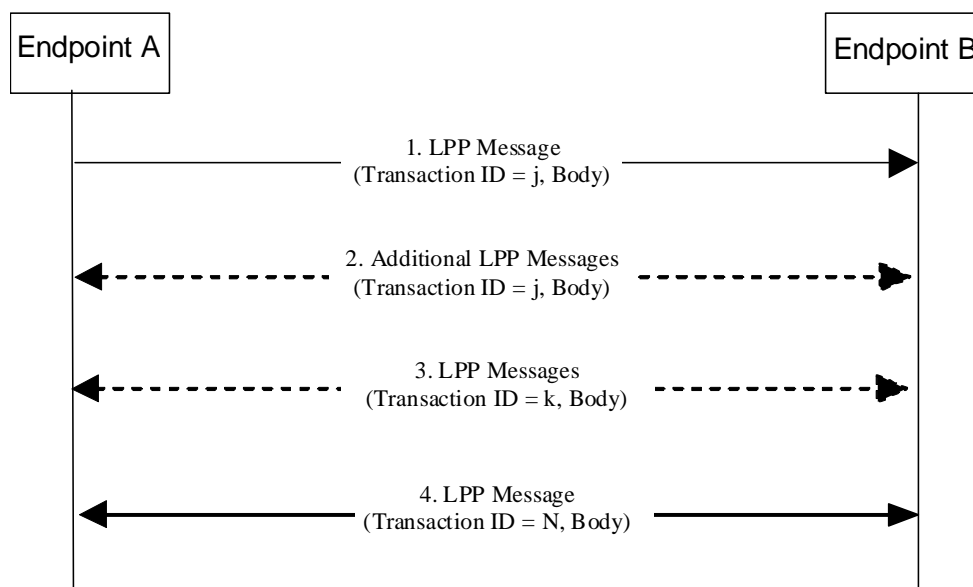 Endpoint A
Endpoint B
1. LPP Message
(Transaction ID = j, Body)
2. Additional LPP Messages
(Transaction ID = j, Body)
3. LPP Messages
(Transaction ID = k, Body)
4. LPP Message
(Transaction ID = N, Body)